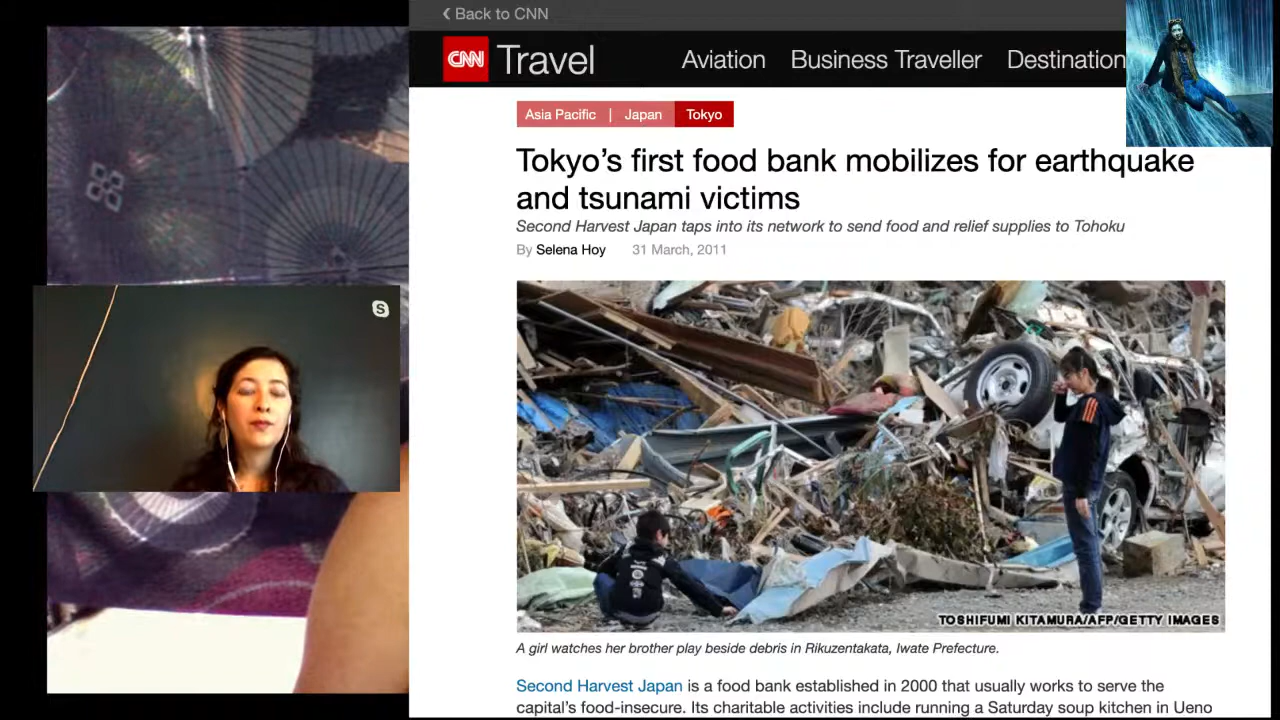 Back to CNN
CNN Travel Aviation Business Traveller Destination
Asia Pacific | Japan Tokyo
Tokyo’s first food bank mobilizes for earthquake
and tsunami victims
Second Harvest Japan taps into its network to send food and relief supplies to Tohoku
By Selena Hoy 31 March, 2011
TOSHIFUMI KITAMURA/AFP/GETTY IMAGES
A girl watches her brother play beside debris in Rikuzentakata, Iwate Prefecture.
Second Harvest Japan is a food bank established in 2000 that usually works to serve the
capital’s food-insecure. Its charitable activities include running a Saturday soup kitchen in Ueno